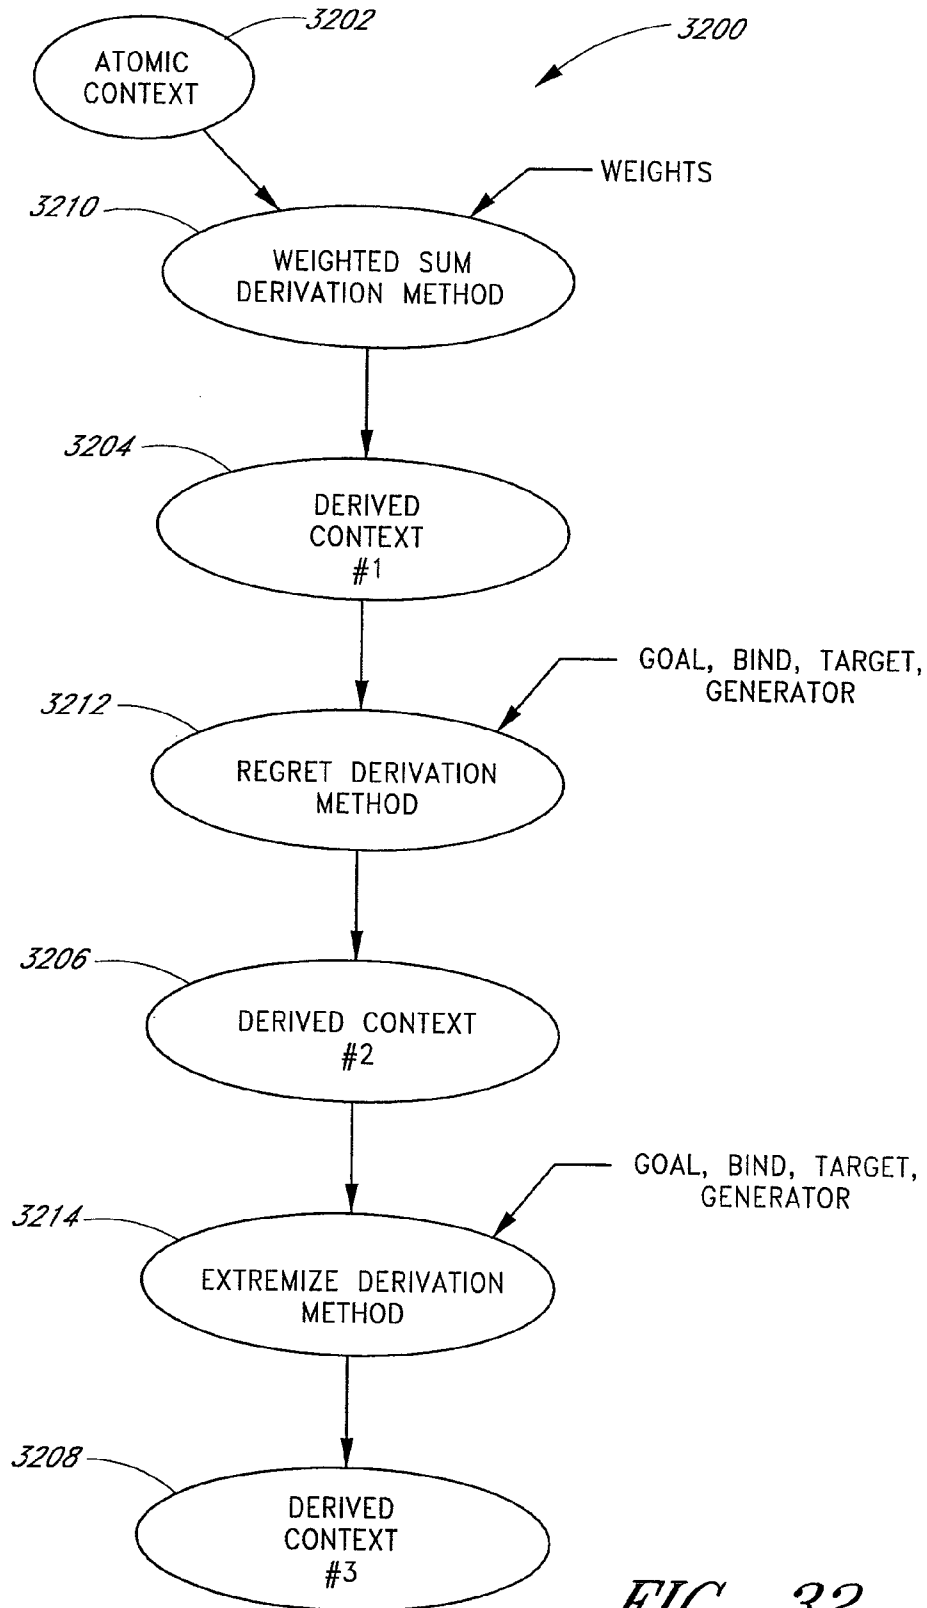 3202
3200
ATOMIC
CONTEXT
WEIGHTS
3210
WEIGHTED SUM
DERIVATION METHOD
3204
DERIVED
CONTEXT
#1
GOAL, BIND, TARGET,
GENERATOR
3212
REGRET DERIVATION
METHOD
3206
DERIVED CONTEXT
#2
GOAL, BIND, TARGET,
GENERATOR
3214
EXTREMIZE DERIVATION
METHOD
3208
DERIVED
CONTEXT
#3
FIG. 32